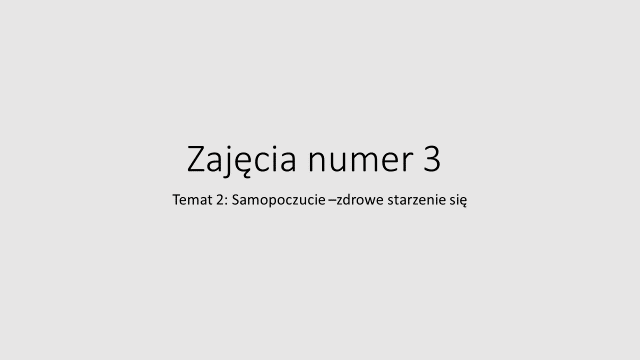 Zajęcia numer 3
Temat 2: Samopoczucie –zdrowe starzenie się